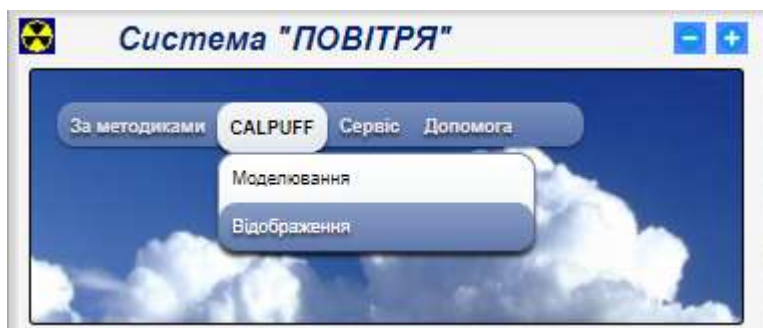 Система "ПОВІТРЯ"
За методиками CALPUFF Сервіс Допомога
Моделювання
Відображення